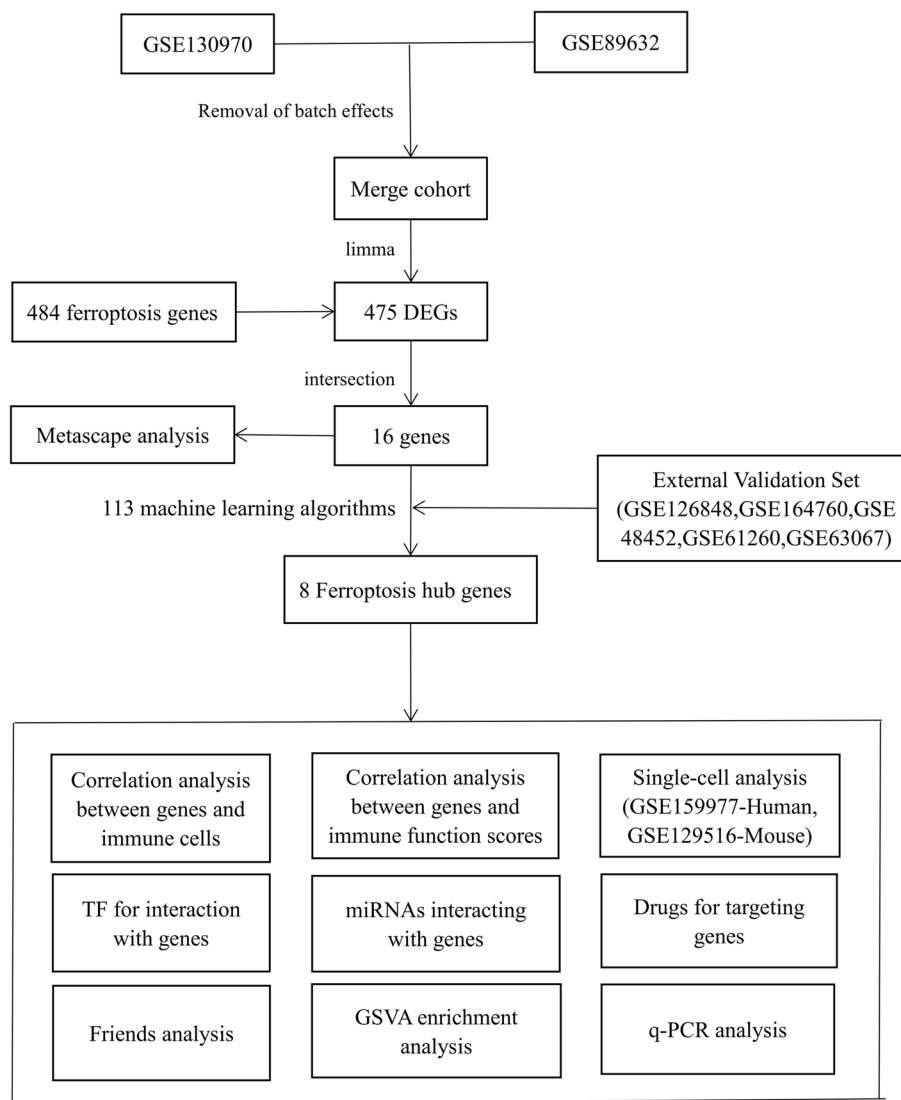 GSE130970
GSE89632
Removal of batch effects
Merge cohort
limma
484 ferroptosis genes
475 DEGs
intersection
Metascape analysis
16 genes
113 machine learning algorithms
External Validation Set
(GSE126848,GSE164760,GSE
48452,GSE61260,GSE63067)
8 Ferroptosis hub genes
Correlation analysis
between genes and
immune cells
Correlation analysis
between genes and
immune function scores
Single-cell analysis
(GSE159977-Human,
GSE129516-Mouse)
TF for interaction
with genes
miRNAs interacting
with genes
Drugs for targeting
genes
Friends analysis
GSVA enrichment
analysis
q-PCR analysis